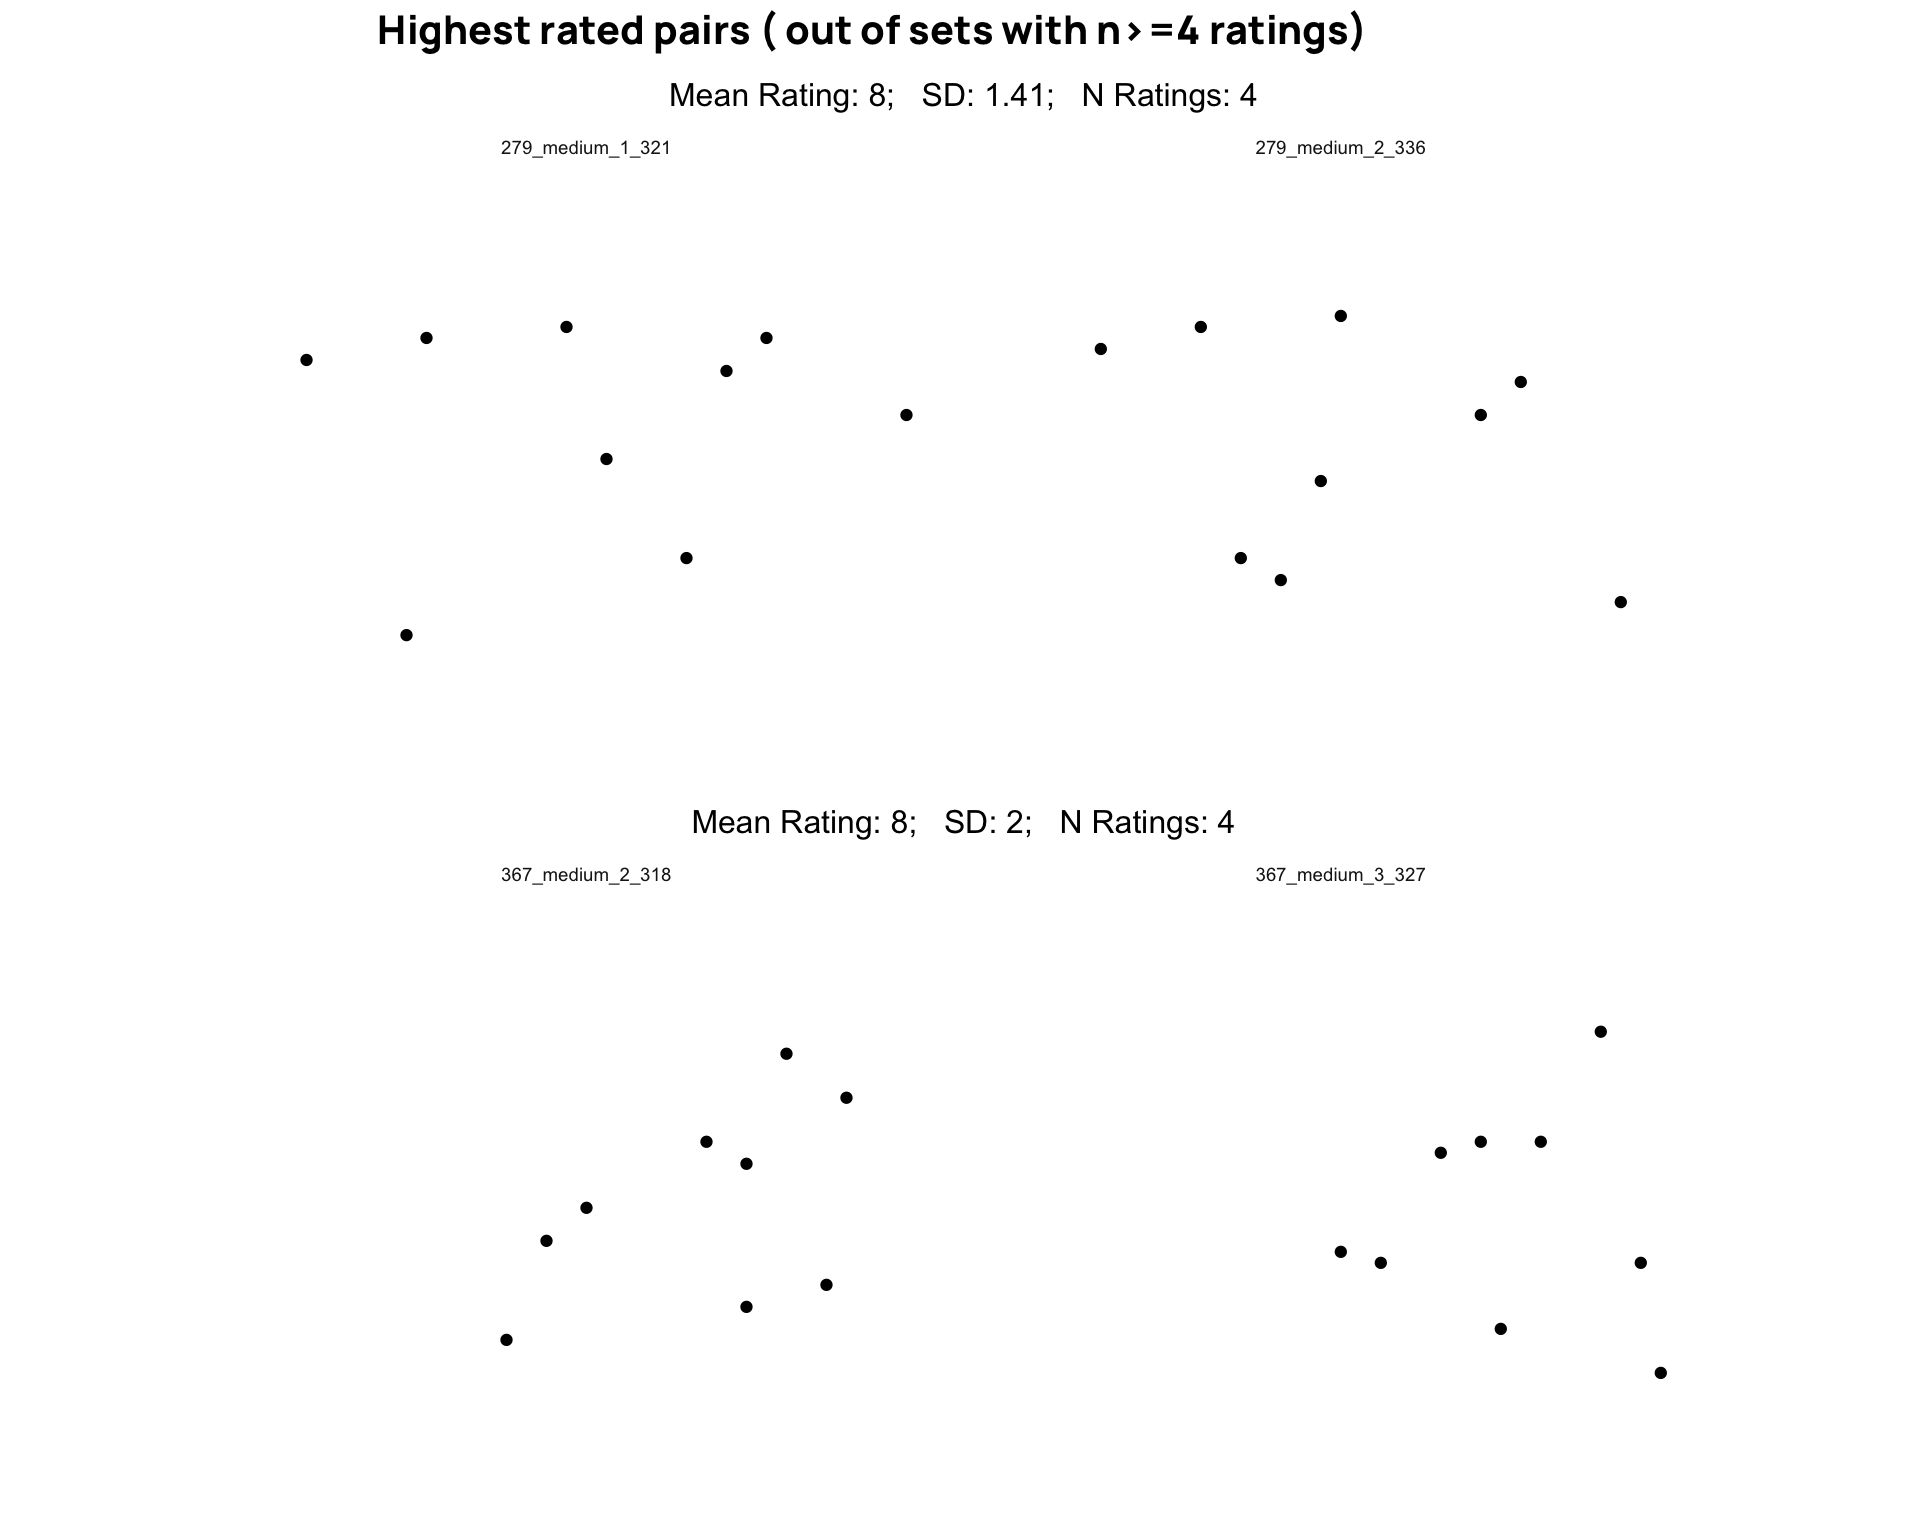 Highest rated pairs ( out of sets with n>=4 ratings)
Mean Rating: 8;   SD: 1.41;   N Ratings: 4
279_medium_1_321
279_medium_2_336
Mean Rating: 8;   SD: 2;   N Ratings: 4
367_medium_2_318
367_medium_3_327